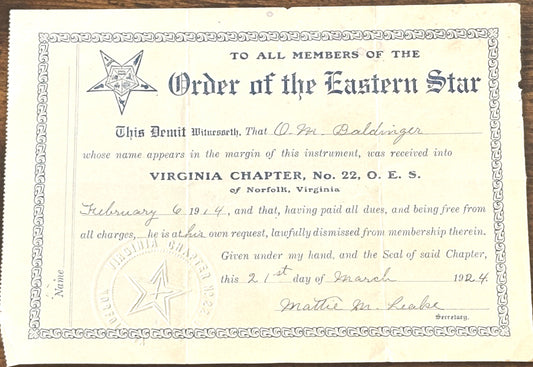 TO ALL MEMBERS OF THE
Order of the Eastern Star
This Demit Witnesseth, That O. M. Baldinger
whose name appears in the margin of this instrument, was received into
VIRGINIA CHAPTER, No. 22, O. E. S.
of Norfolk, Virginia
February 6 1914, and that, having paid all dues, and being free from
all charges, he is at his own request, lawfully dismissed from membership therein.
Given under my hand, and the Seal of said Chapter,
this 21st day of March 1924.
Mattie M.
Secretary.
Name
VIRGINIA CHAPTER